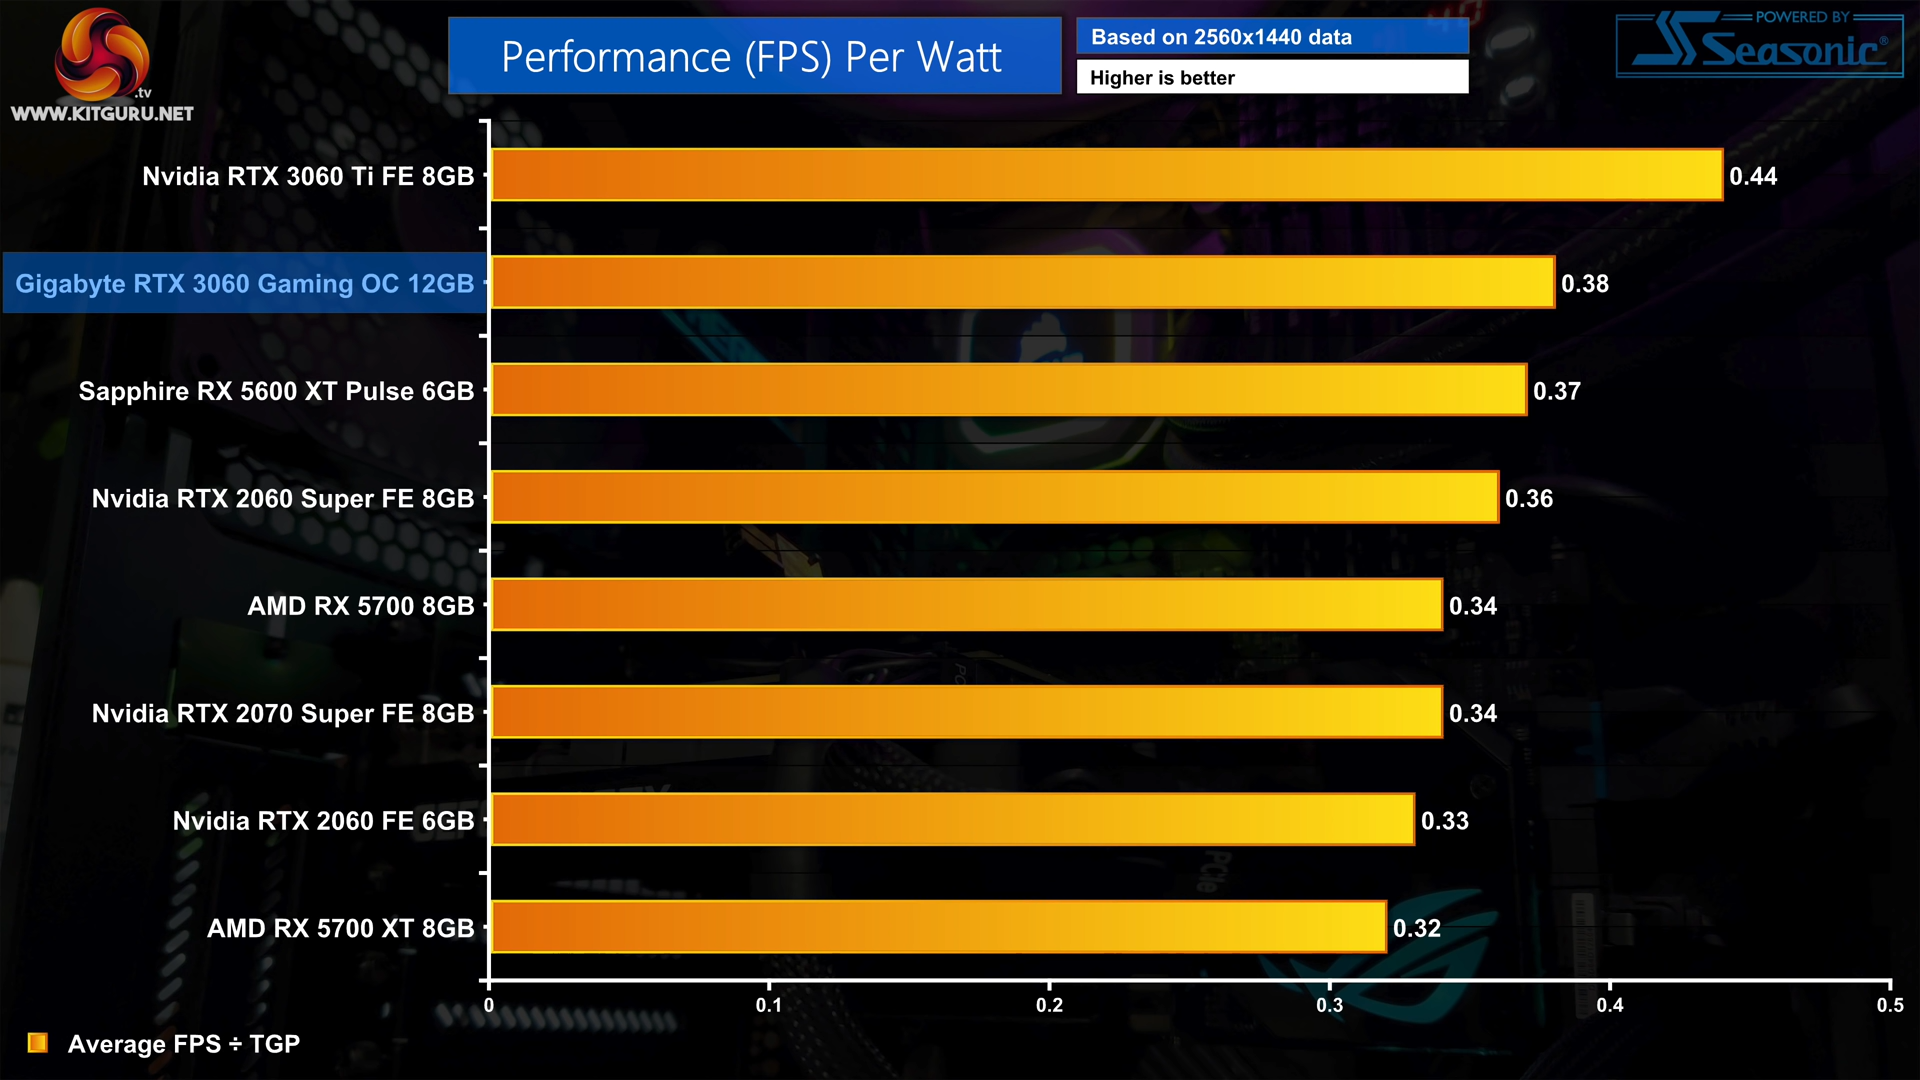 Performance (FPS) Per Watt
Based on 2560x1440 data
Higher is better
POWERED BY
Seasonic®
.tv
WWW.KITGURU.NET
Nvidia RTX 3060 Ti FE 8GB 0.44
Gigabyte RTX 3060 Gaming OC 12GB 0.38
Sapphire RX 5600 XT Pulse 6GB 0.37
Nvidia RTX 2060 Super FE 8GB 0.36
AMD RX 5700 8GB 0.34
Nvidia RTX 2070 Super FE 8GB 0.34
Nvidia RTX 2060 FE 6GB 0.33
PCIe
AMD RX 5700 XT 8GB 0.32
0 0.1 0.2 0.3 0.4 0.5
Average FPS ÷ TGP